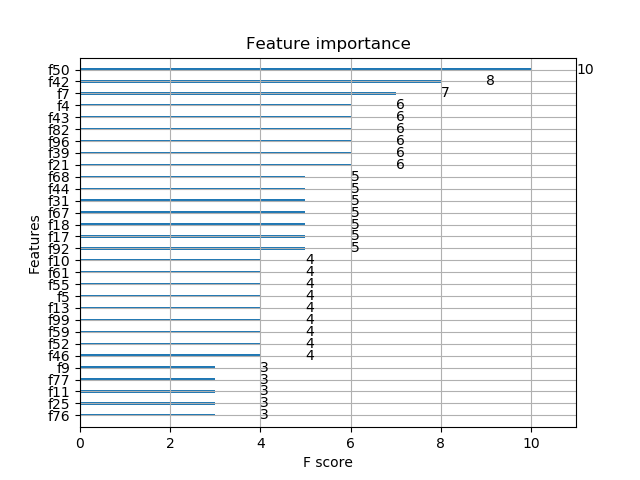 Feature importance
f50 10
f42 8
f7 7
f4 6
f43 6
f82 6
f96 6
f39 6
f21 6
f68 5
f44 5
f31 5
f67 5
f18 5
f17 5
f92 5
f10 4
f61 4
f55 4
f5 4
f13 4
f99 4
f59 4
f52 4
f46 4
f9 3
f77 3
f11 3
f25 3
f76 3
Features
0 2 4 6 8 10
F score